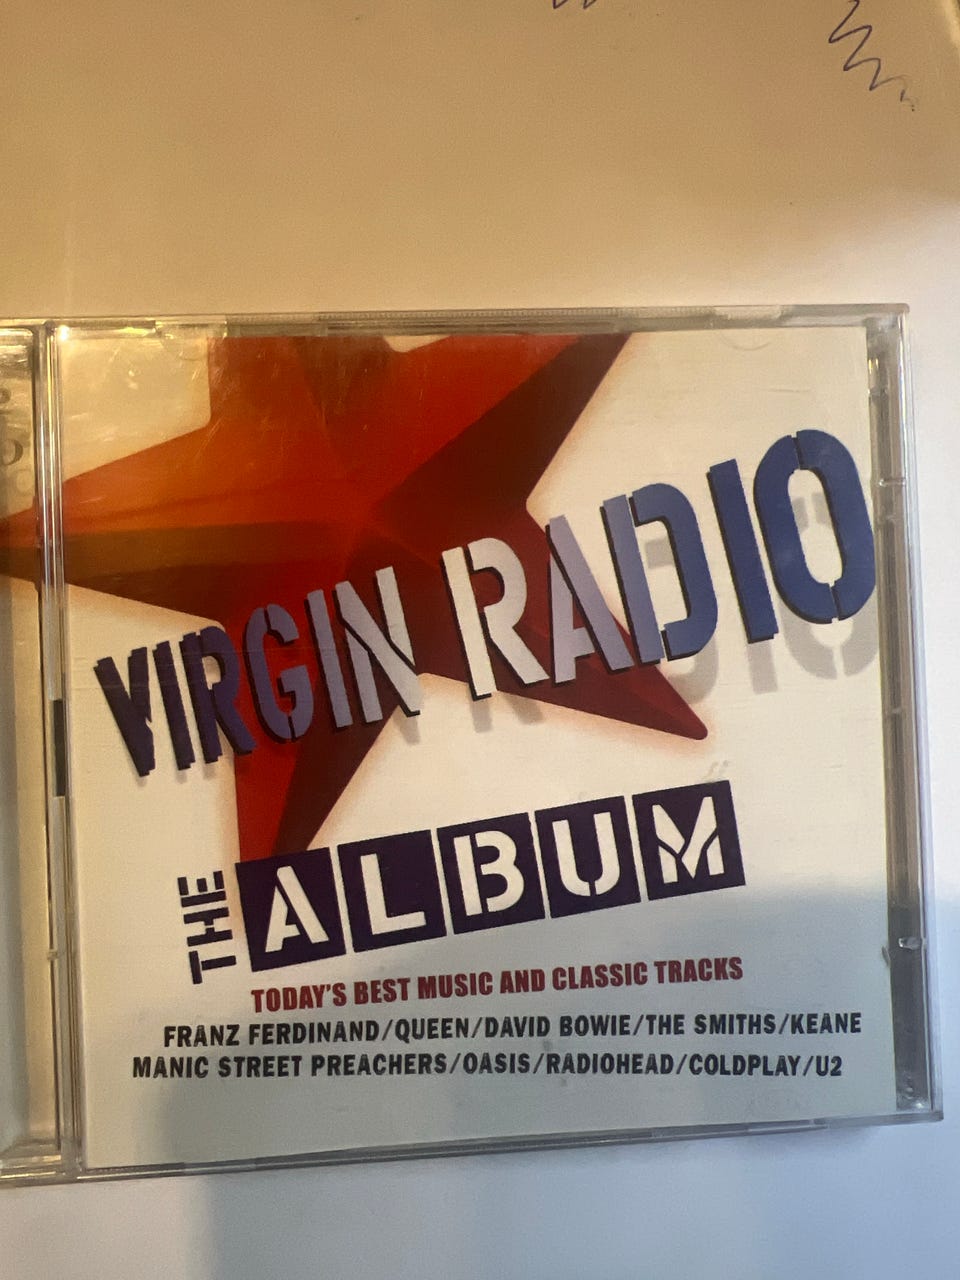 VIRGIN RADIO
THE ALBUM
TODAY'S BEST MUSIC AND CLASSIC TRACKS
FRANZ FERDINAND/QUEEN/DAVID BOWIE/THE SMITHS/KEANE
MANIC STREET PREACHERS/OASIS/RADIOHEAD/COLDPLAY/U2